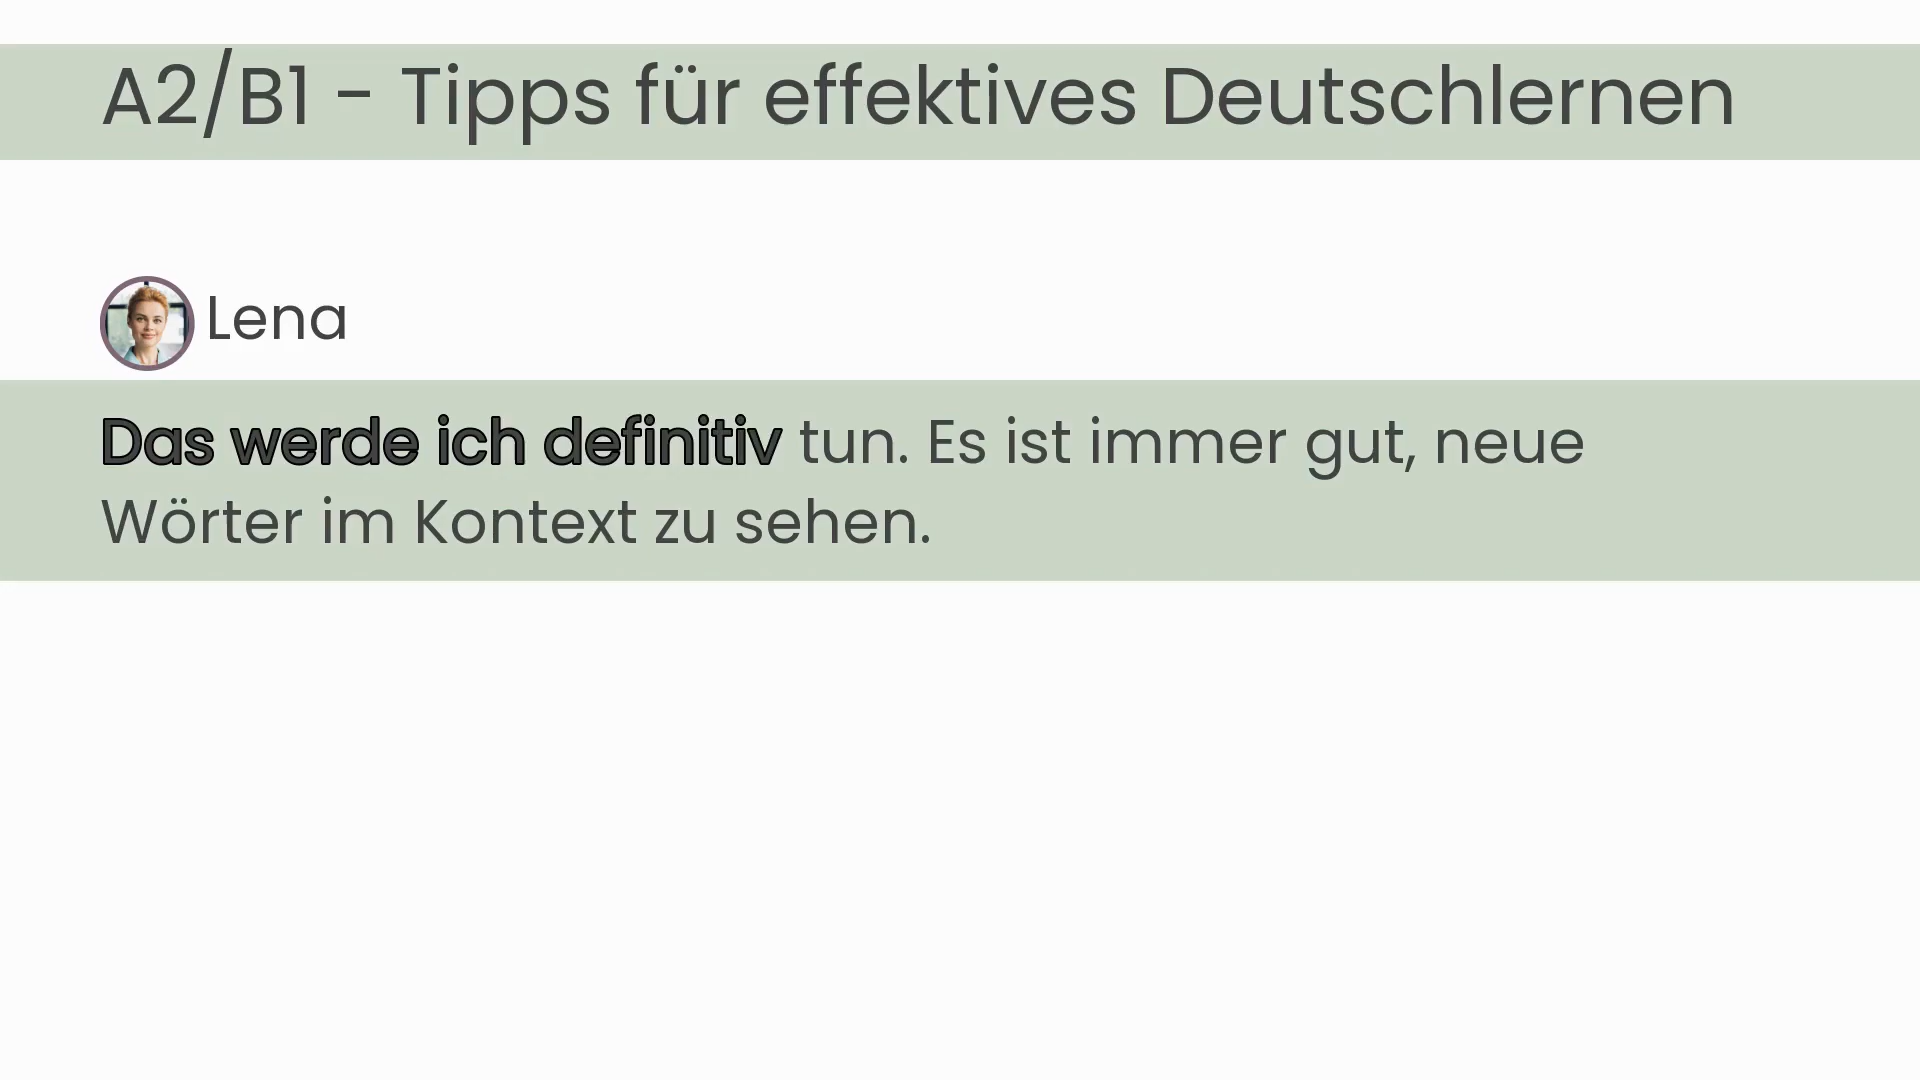 A2/B1 - Tipps für effektives Deutschlernen
Lena
Das werde ich definitiv tun. Es ist immer gut, neue
Wörter im Kontext zu sehen.